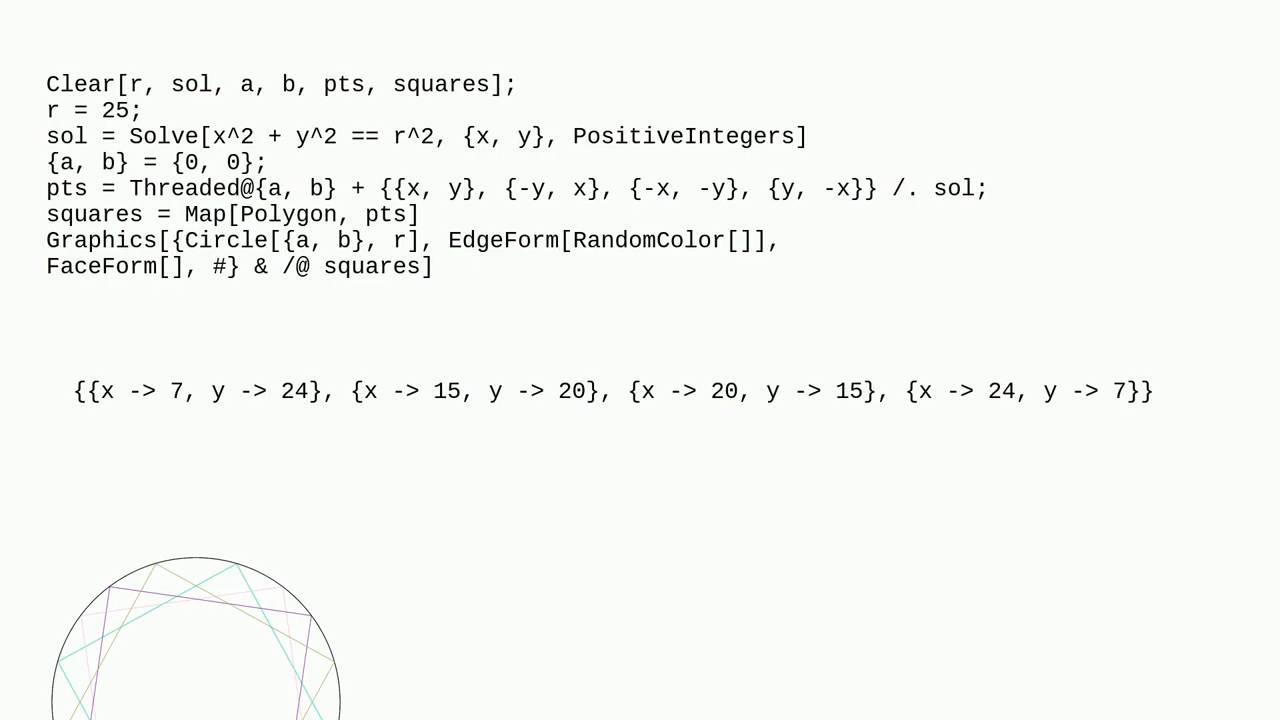 Clear[r, sol, a, b, pts, squares];
r = 25;
sol = Solve[x^2 + y^2 == r^2, {x, y}, PositiveIntegers]
{a, b} = {0, 0};
pts = Threaded@{a, b} + {{x, y}, {-y, x}, {-x, -y}, {y, -x}} /. sol;
squares = Map[Polygon, pts]
Graphics[{Circle[{a, b}, r], EdgeForm[RandomColor[]],
FaceForm[], #} & /@ squares]
{{x -> 7, y -> 24}, {x -> 15, y -> 20}, {x -> 20, y -> 15}, {x -> 24, y -> 7}}